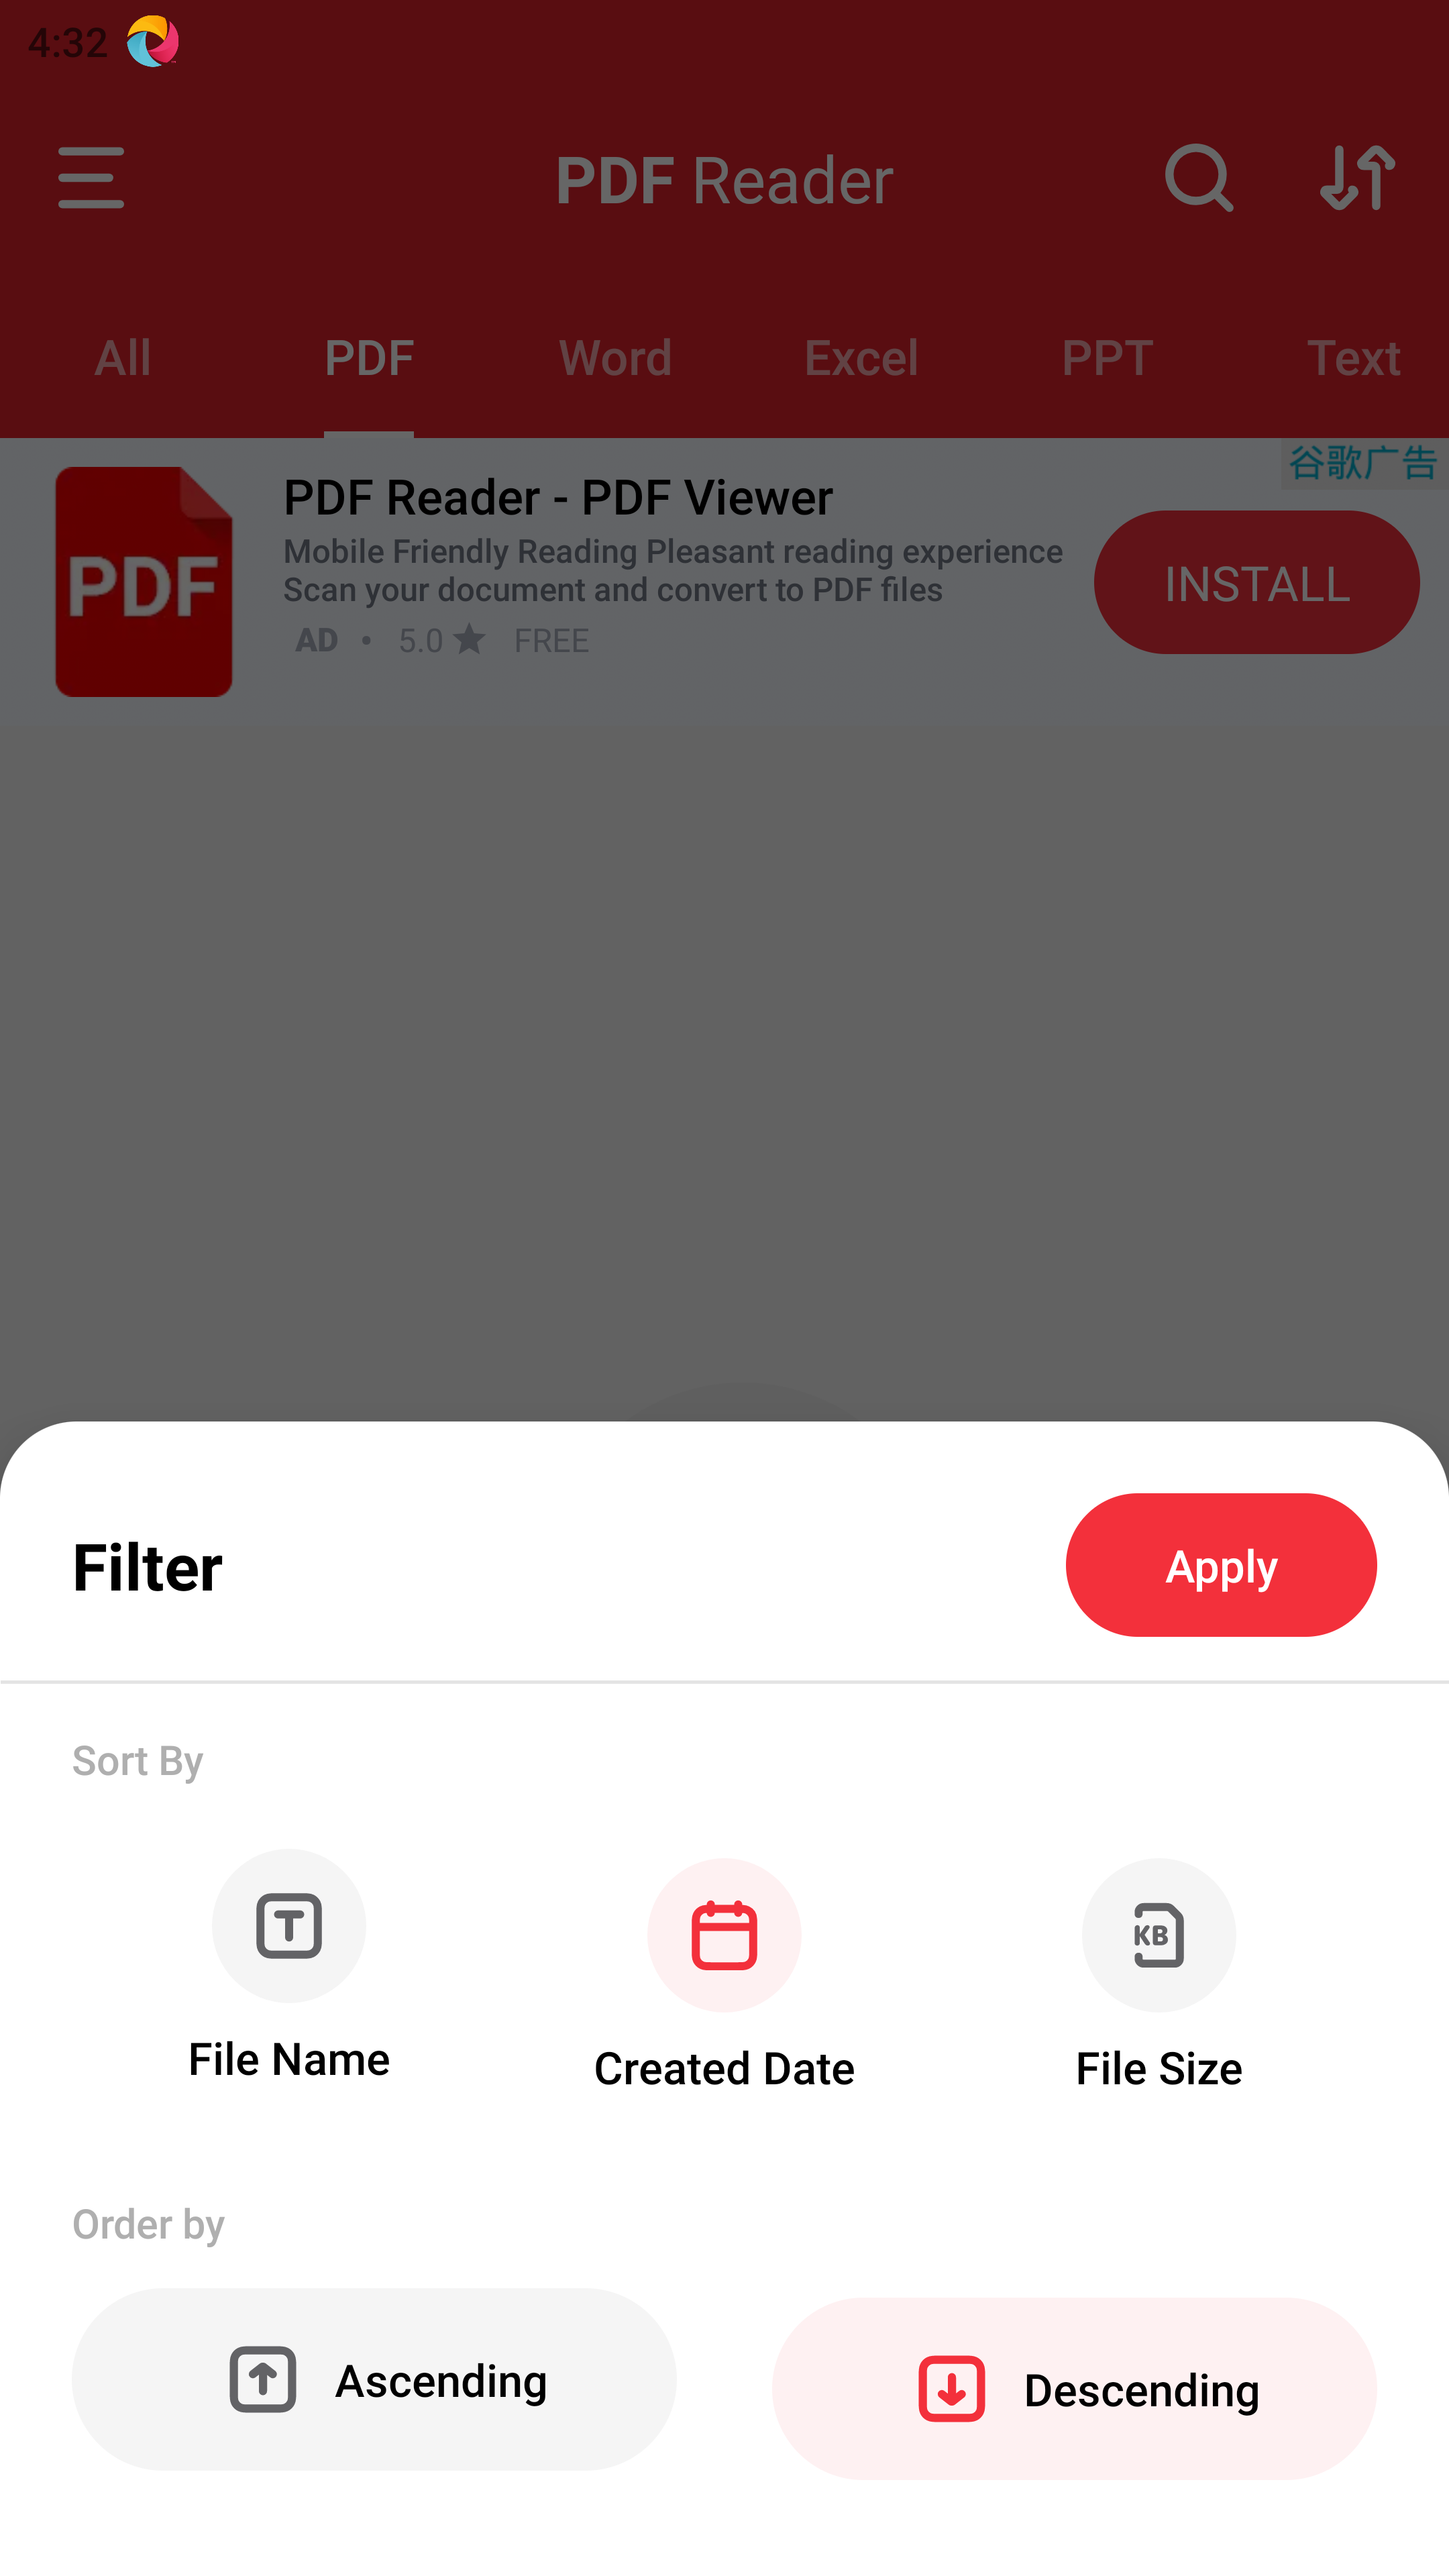 4:32
PDF Reader
All
PDF
Word
Excel
PPT
Text
谷歌广告
PDF
PDF Reader - PDF Viewer
Mobile Friendly Reading Pleasant reading experience
Scan your document and convert to PDF files
AD • 5.0 ★ FREE
INSTALL
Filter
Apply
Sort By
T
KB
File Name
Created Date
File Size
Order by
Ascending
Descending